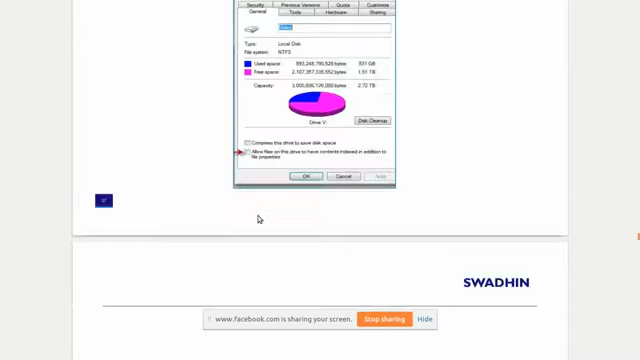 Security Previous Versions Quota Customize
General Tools Hardware Sharing
Type: Local Disk
File system: NTFS
Used space: 893,248,790,528 bytes 831 GB
Free space: 2,107,357,338,552 bytes 1.91 TB
Capacity: 3,000,606,126,080 bytes 2.72 TB
Drive V:
Disk Cleanup
Compress this drive to save disk space
Allow files on this drive to have contents indexed in addition to
file properties
OK Cancel Apply
37
SWADHIN
www.facebook.com is sharing your screen. Stop sharing Hide